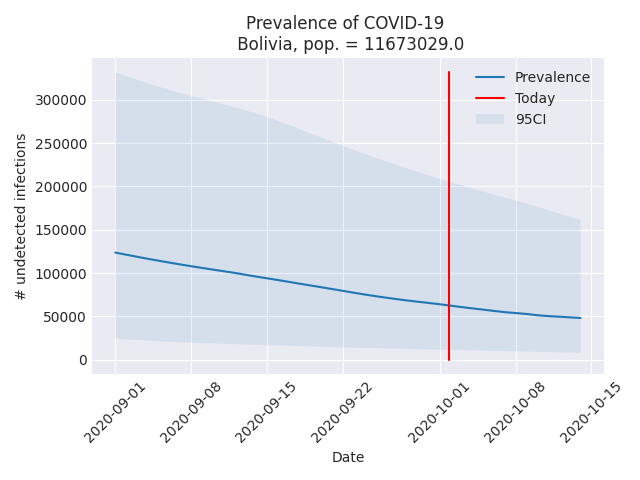 Prevalence of COVID-19
Bolivia, pop. = 11673029.0
Prevalence
Today
95CI
# undetected infections
300000
250000
200000
150000
100000
50000
0
2020-09-01
2020-09-08
2020-09-15
2020-09-22
2020-10-01
2020-10-08
2020-10-15
Date